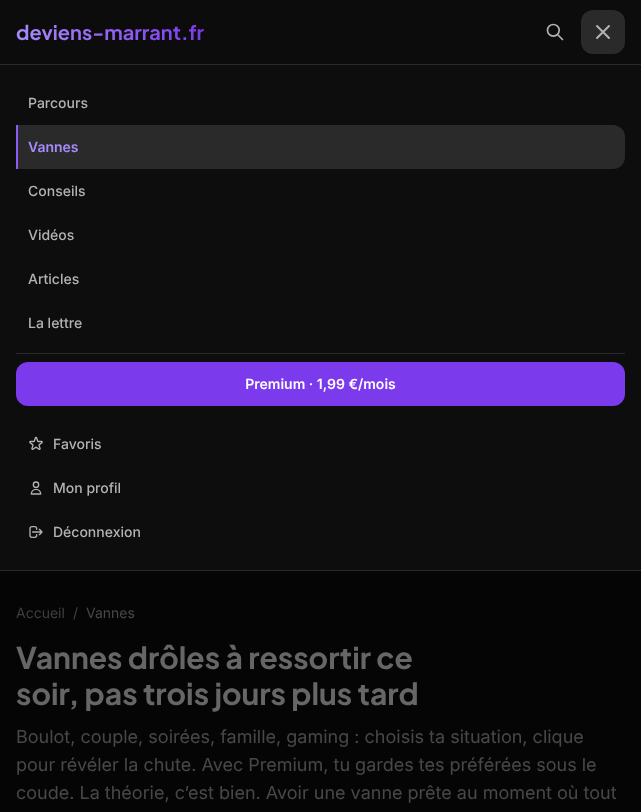 deviens-marrant.fr
Parcours
Vannes
Conseils
Vidéos
Articles
La lettre
Premium · 1,99 €/mois
Favoris
Mon profil
Déconnexion
Accueil / Vannes
Vannes drôles à ressortir ce
soir, pas trois jours plus tard
Boulot, couple, soirées, famille, gaming : choisis ta situation, clique
pour révéler la chute. Avec Premium, tu gardes tes préférées sous le
coude. La théorie, c’est bien. Avoir une vanne prête au moment où tout